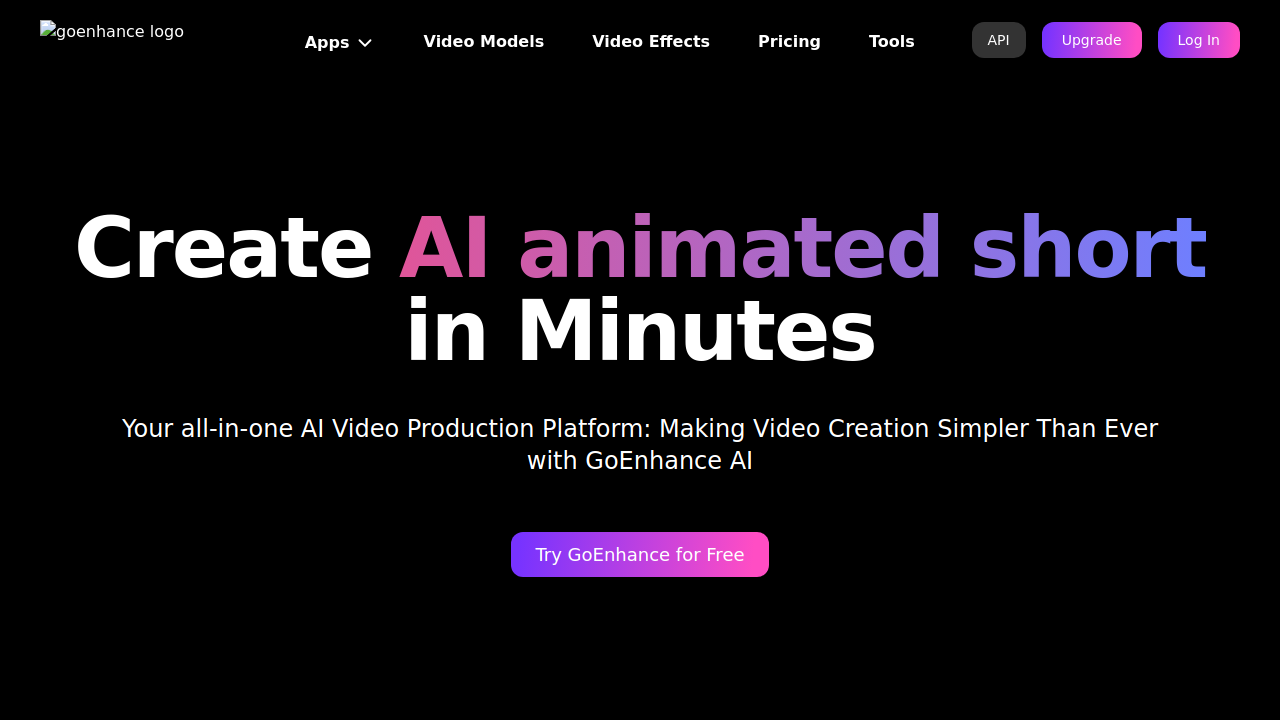 goenhance logo
Apps
Video Models
Video Effects
Pricing
Tools
API
Upgrade
Log In
Create AI animated short
in Minutes
Your all-in-one AI Video Production Platform: Making Video Creation Simpler Than Ever
with GoEnhance AI
Try GoEnhance for Free